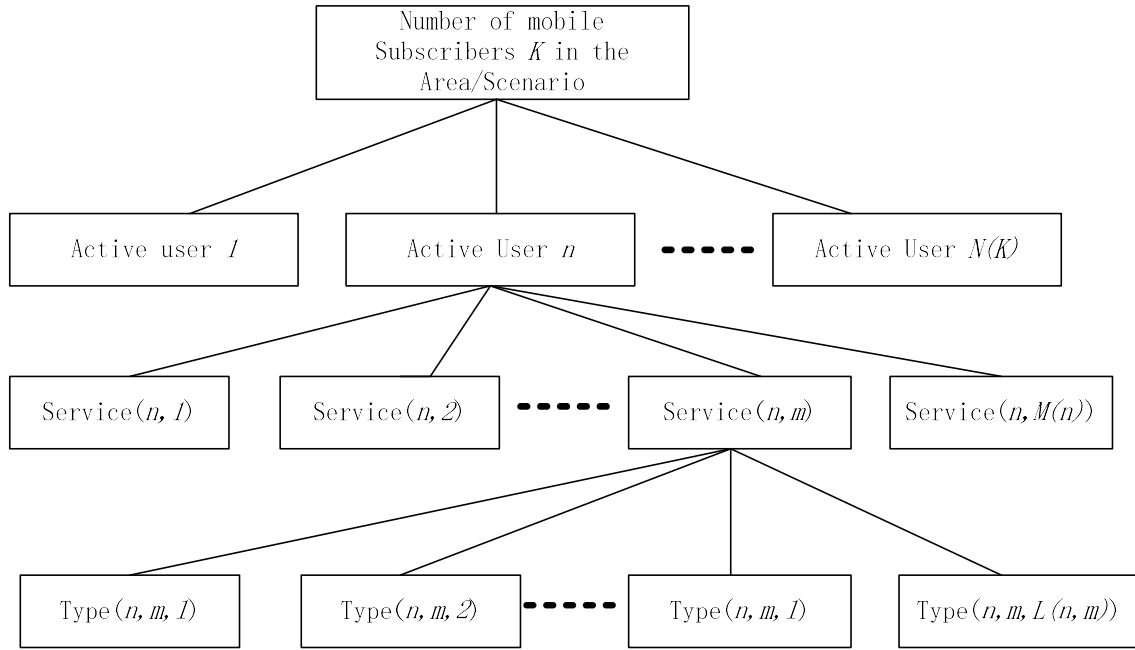 Number of mobile
Subscribers K in the
Area/Scenario
Active user 1
Active User n
Active User N(K)
Service(n,1)
Service(n,2)
Service(n,m)
Service(n,M(n))
Type(n,m,1)
Type(n,m,2)
Type(n,m,1)
Type(n,m,L(n,m))